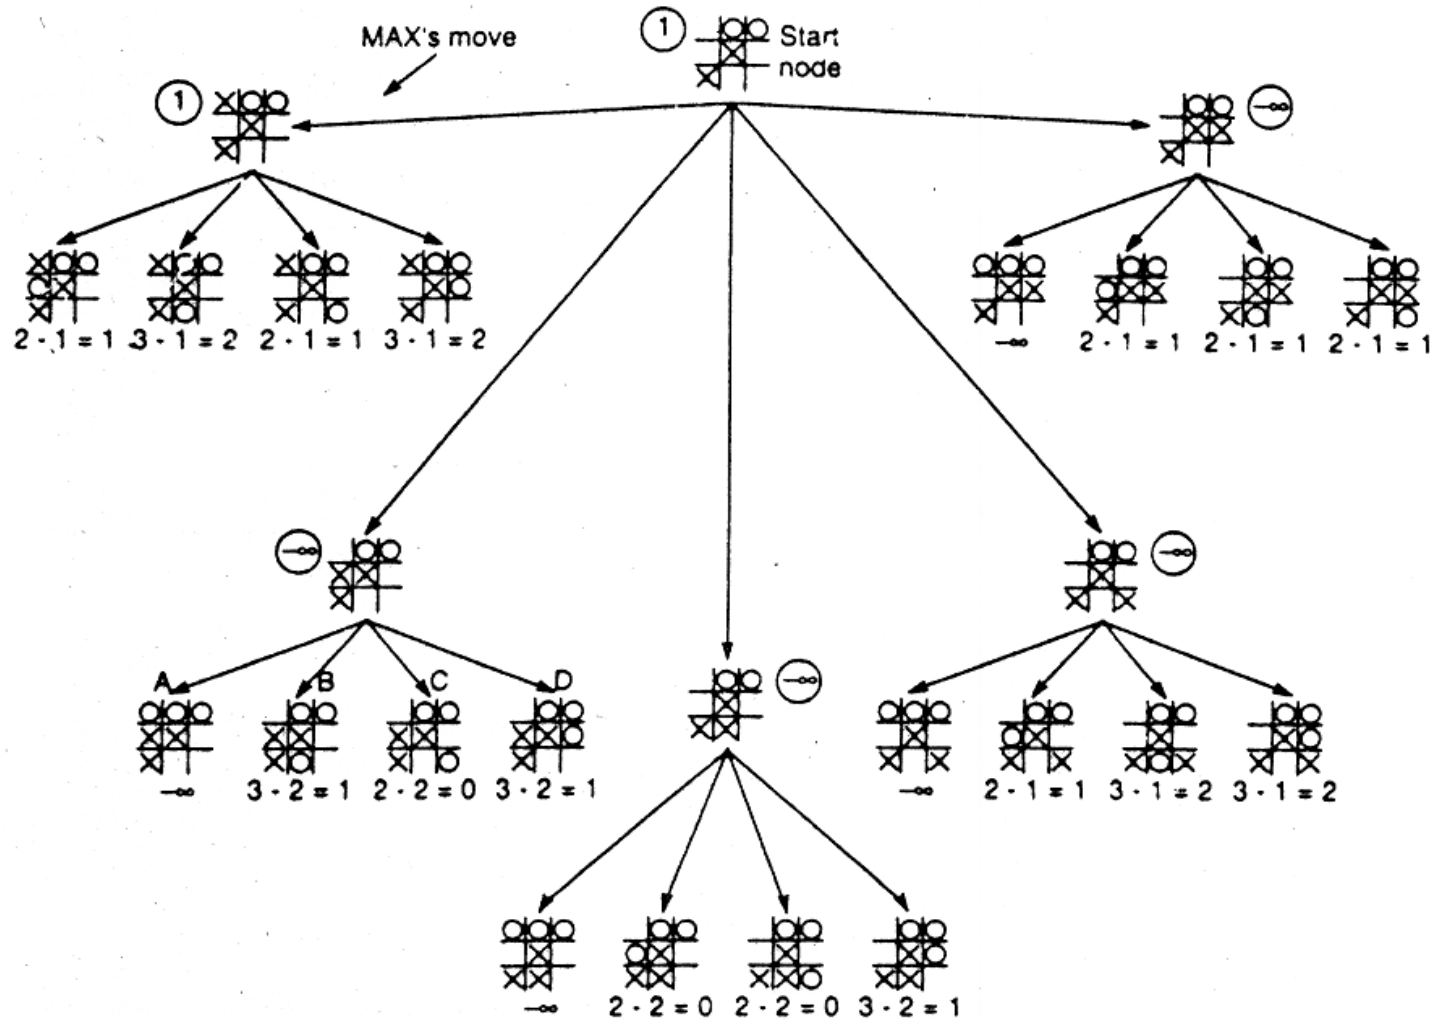 MAX's move
1
Start
node
1
-∞
2 - 1 = 1
3 - 1 = 2
2 - 1 = 1
3 - 1 = 2
-∞
2 - 1 = 1
2 - 1 = 1
2 - 1 = 1
-∞
-∞
A
B
C
D
-∞
-∞
3 - 2 = 1
2 - 2 = 0
3 - 2 = 1
-∞
2 - 1 = 1
3 - 1 = 2
3 - 1 = 2
-∞
2 - 2 = 0
2 - 2 = 0
3 - 2 = 1